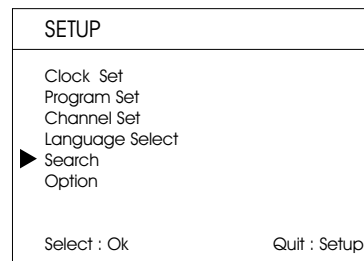 SETUP
Clock Set
Program Set
Channel Set
Language Select
Search
Option
Select : Ok Quit : Setup